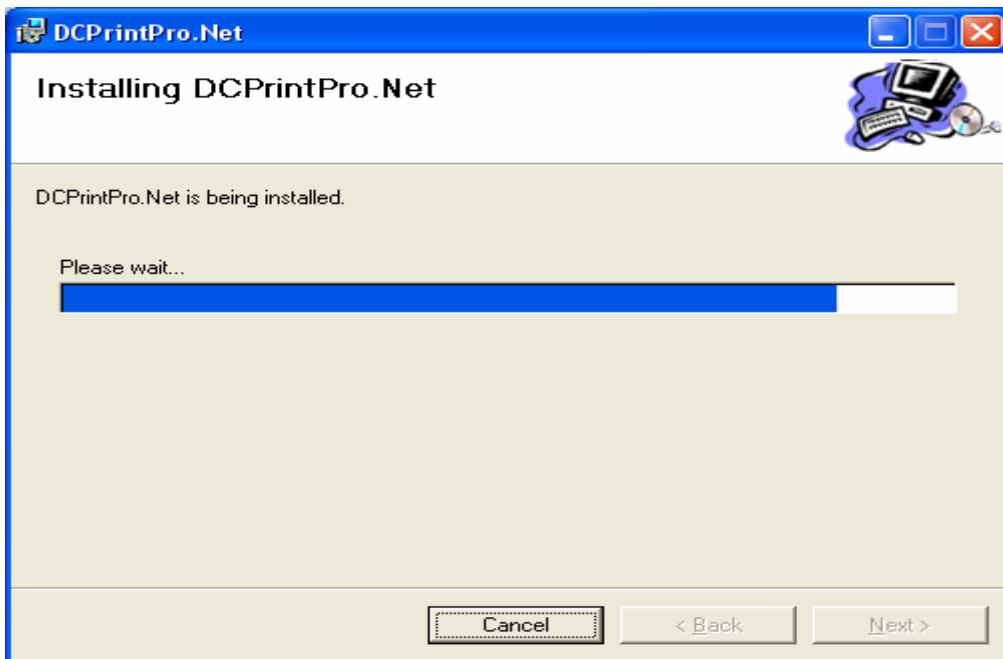 DCPrintPro.Net
Installing DCPrintPro.Net
DCPrintPro.Net is being installed.
Please wait...
Cancel
< Back
Next >